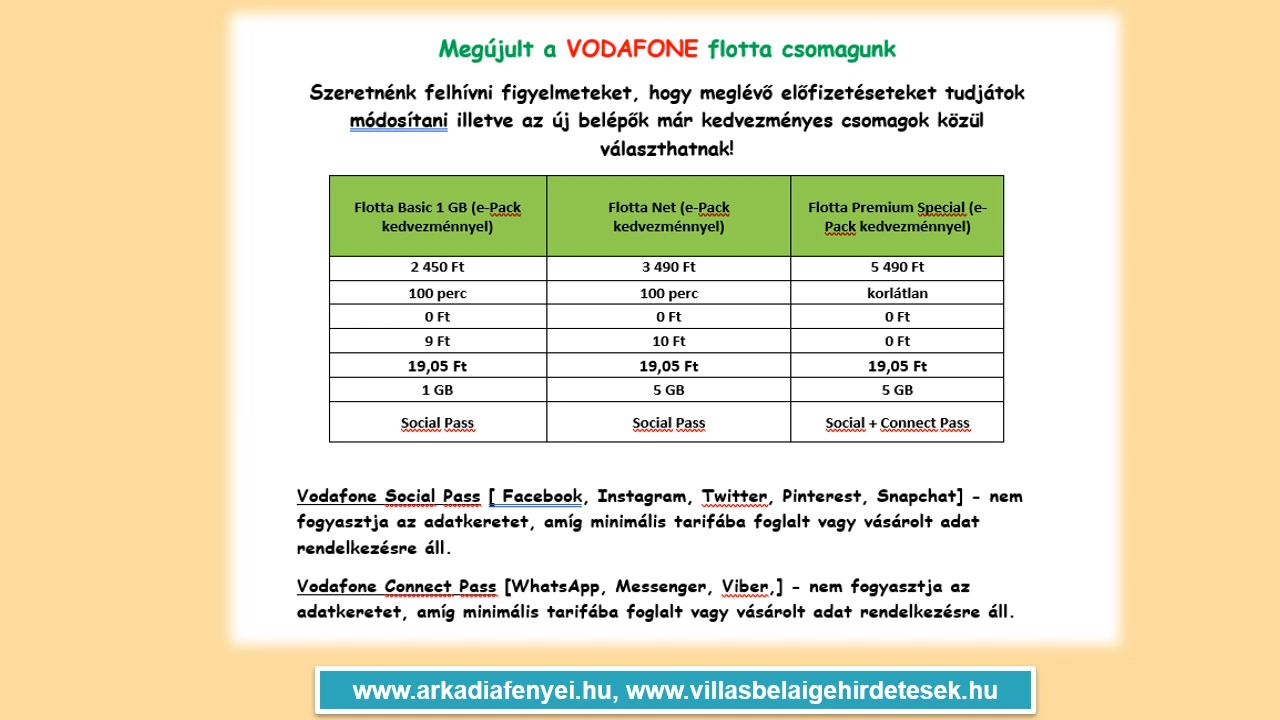 Megújult a VODAFONE flotta csomagunk
Szeretnénk felhívni figyelmeteket, hogy meglévő előfizetéseteket tudjátok
módosítani illetve az új belépők már kedvezményes csomagok közül
választhatnak!
Flotta Basic 1 GB (e-Pack kedvezménnyel) Flotta Net (e-Pack kedvezménnyel) Flotta Premium Special (e-Pack kedvezménnyel)
2 450 Ft 3 490 Ft 5 490 Ft
100 perc 100 perc korlátlan
0 Ft 0 Ft 0 Ft
9 Ft 10 Ft 0 Ft
19,05 Ft 19,05 Ft 19,05 Ft
1 GB 5 GB 5 GB
Social Pass Social Pass Social + Connect Pass
Vodafone Social Pass [ Facebook, Instagram, Twitter, Pinterest, Snapchat] - nem
fogyasztja az adatkeretet, amíg minimális tarifába foglalt vagy vásárolt adat
rendelkezésre áll.
Vodafone Connect Pass [WhatsApp, Messenger, Viber,] - nem fogyasztja az
adatkeretet, amíg minimális tarifába foglalt vagy vásárolt adat rendelkezésre áll.
www.arkadiafenyei.hu, www.villasbelaigehirdetesek.hu